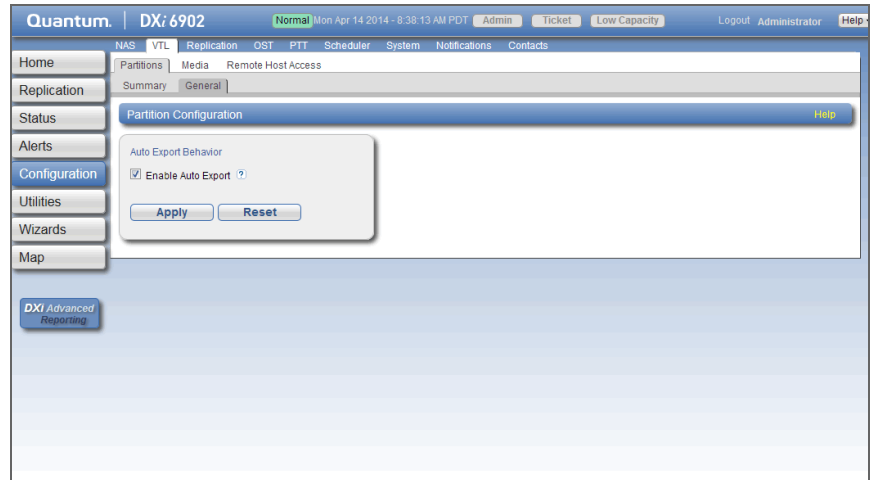 Quantum. DXi 6902 Normal Mon Apr 14 2014 - 8:38:13 AM PDT Admin Ticket Low Capacity Logout Administrator Help
NAS VTL Replication OST PTT Scheduler System Notifications Contacts
Home
Partitions Media Remote Host Access
Replication
Summary General
Status
Partition Configuration Help
Alerts
Auto Export Behavior
Configuration
Enable Auto Export ?
Utilities
Apply Reset
Wizards
Map
DXi Advanced
Reporting